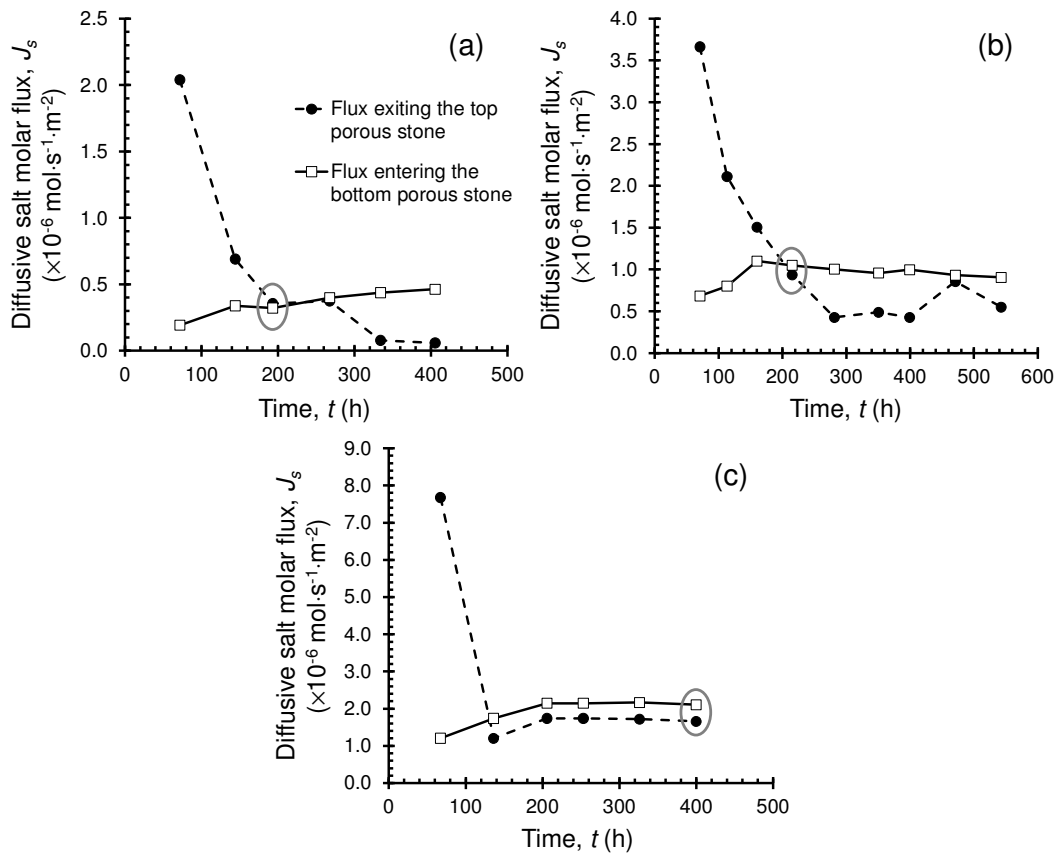 (a)
Diffusive salt molar flux, Jₛ
(×10⁻⁶ mol·s⁻¹·m⁻²)
2.5
2.0
1.5
1.0
0.5
0.0
0 100 200 300 400 500
Time, t (h)
Flux exiting the top
porous stone
Flux entering the
bottom porous stone
(b)
Diffusive salt molar flux, Jₛ
(×10⁻⁶ mol·s⁻¹·m⁻²)
4.0
3.5
3.0
2.5
2.0
1.5
1.0
0.5
0.0
0 100 200 300 400 500 600
Time, t (h)
(c)
Diffusive salt molar flux, Jₛ
(×10⁻⁶ mol·s⁻¹·m⁻²)
9.0
8.0
7.0
6.0
5.0
4.0
3.0
2.0
1.0
0.0
0 100 200 300 400 500
Time, t (h)